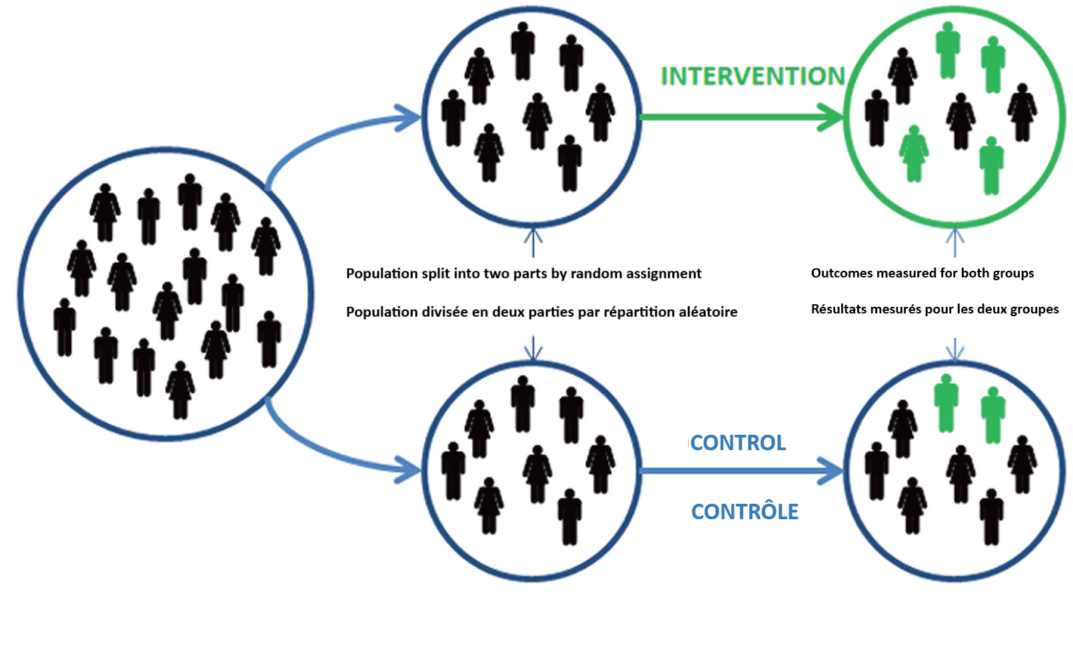 INTERVENTION
Population split into two parts by random assignment
Population divisée en deux parties par répartition aléatoire
Outcomes measured for both groups
Résultats mesurés pour les deux groupes
CONTROL
CONTRÔLE